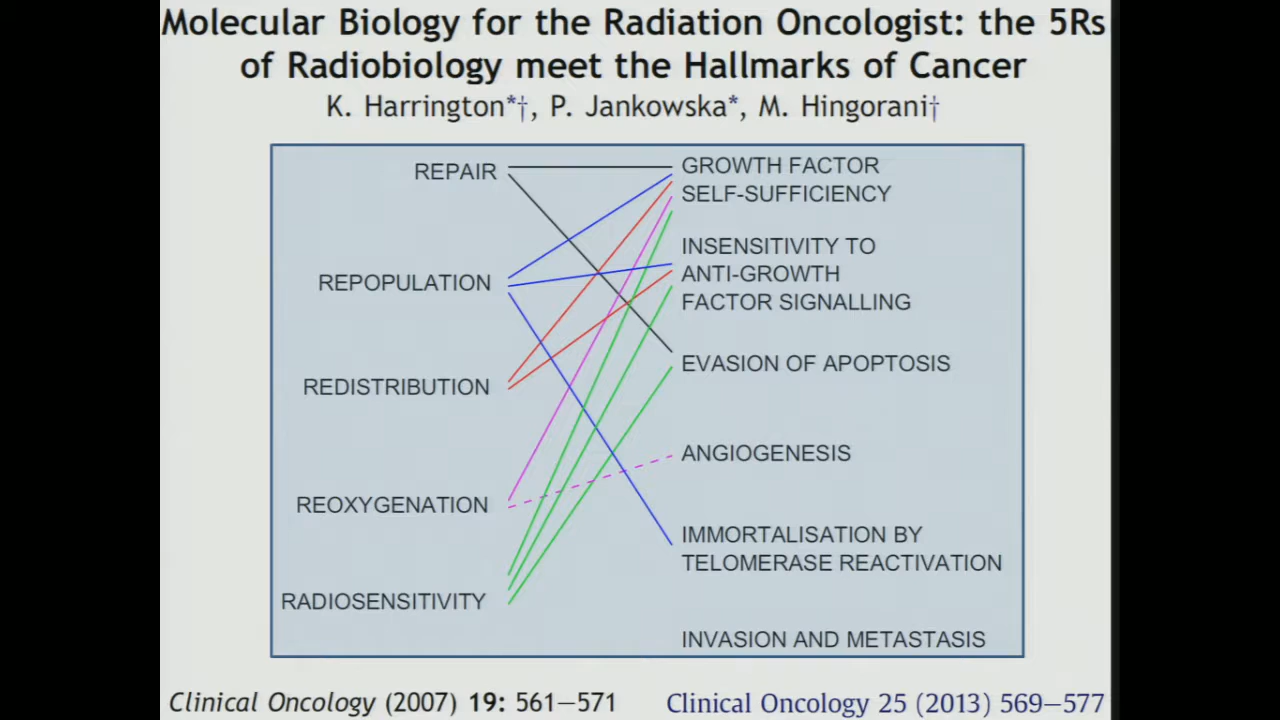 Molecular Biology for the Radiation Oncologist: the 5Rs
of Radiobiology meet the Hallmarks of Cancer
K. Harrington*†, P. Jankowska*, M. Hingorani†
REPAIR
REPOPULATION
REDISTRIBUTION
REOXYGENATION
RADIOSENSITIVITY
GROWTH FACTOR
SELF-SUFFICIENCY
INSENSITIVITY TO
ANTI-GROWTH
FACTOR SIGNALLING
EVASION OF APOPTOSIS
ANGIOGENESIS
IMMORTALISATION BY
TELOMERASE REACTIVATION
INVASION AND METASTASIS
Clinical Oncology (2007) 19: 561–571
Clinical Oncology 25 (2013) 569–577